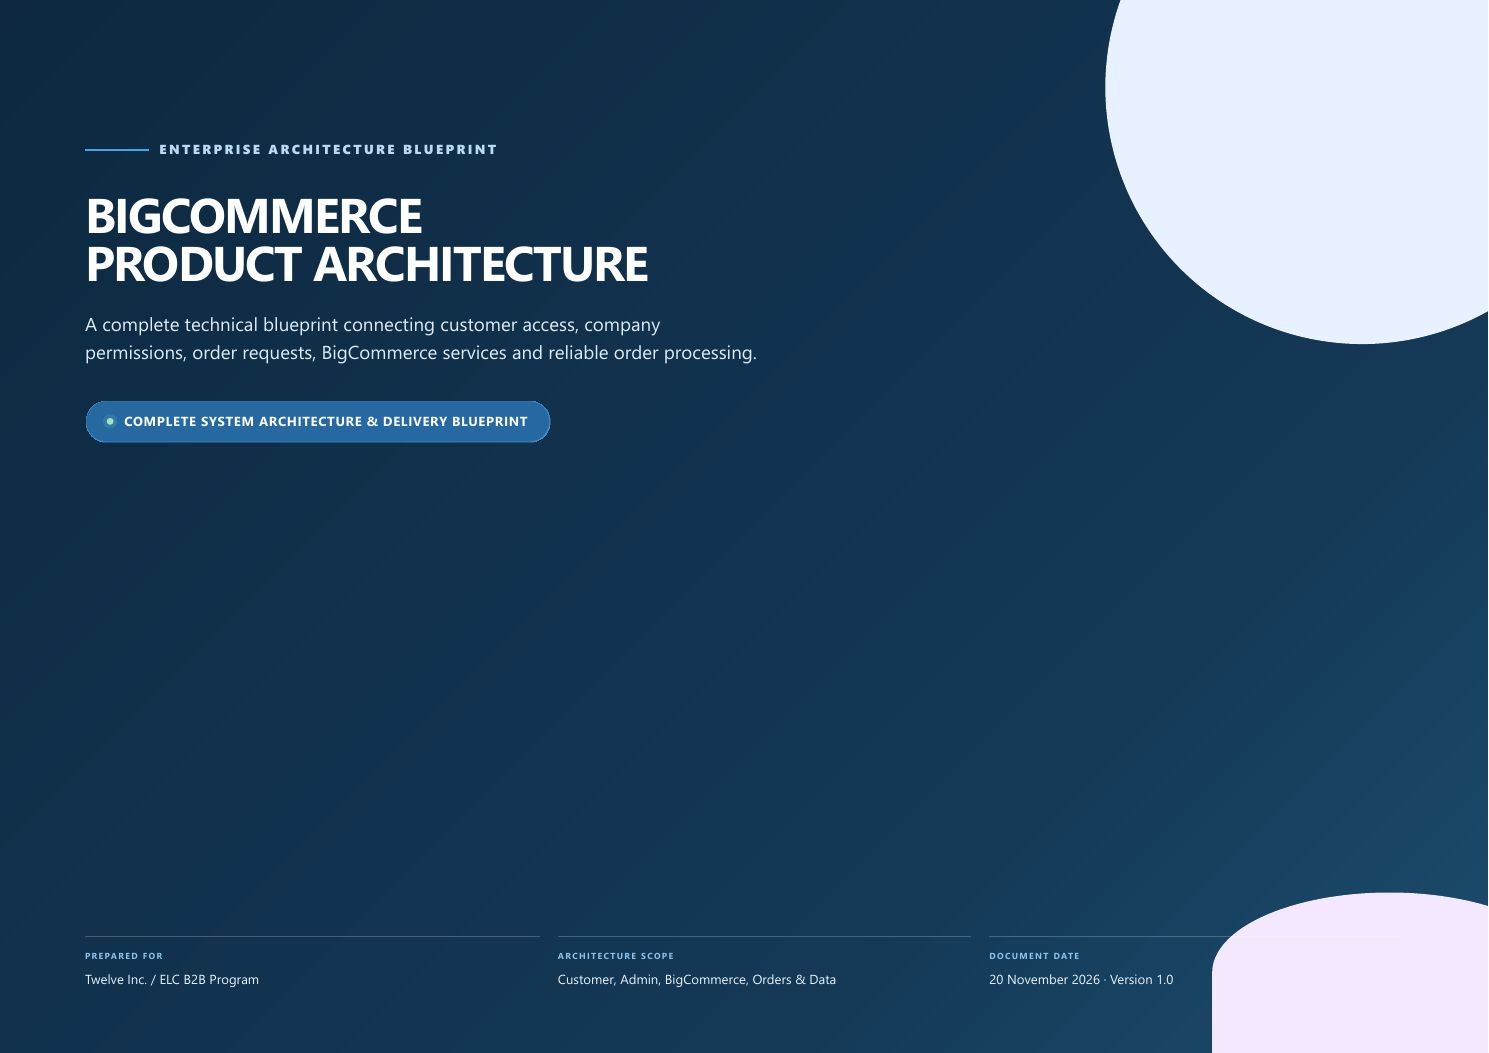 ENTERPRISE ARCHITECTURE BLUEPRINT
BIGCOMMERCE
PRODUCT ARCHITECTURE
A complete technical blueprint connecting customer access, company
permissions, order requests, BigCommerce services and reliable order processing.
COMPLETE SYSTEM ARCHITECTURE & DELIVERY BLUEPRINT
PREPARED FOR
Twelve Inc. / ELC B2B Program
ARCHITECTURE SCOPE
Customer, Admin, BigCommerce, Orders & Data
DOCUMENT DATE
20 November 2026 · Version 1.0